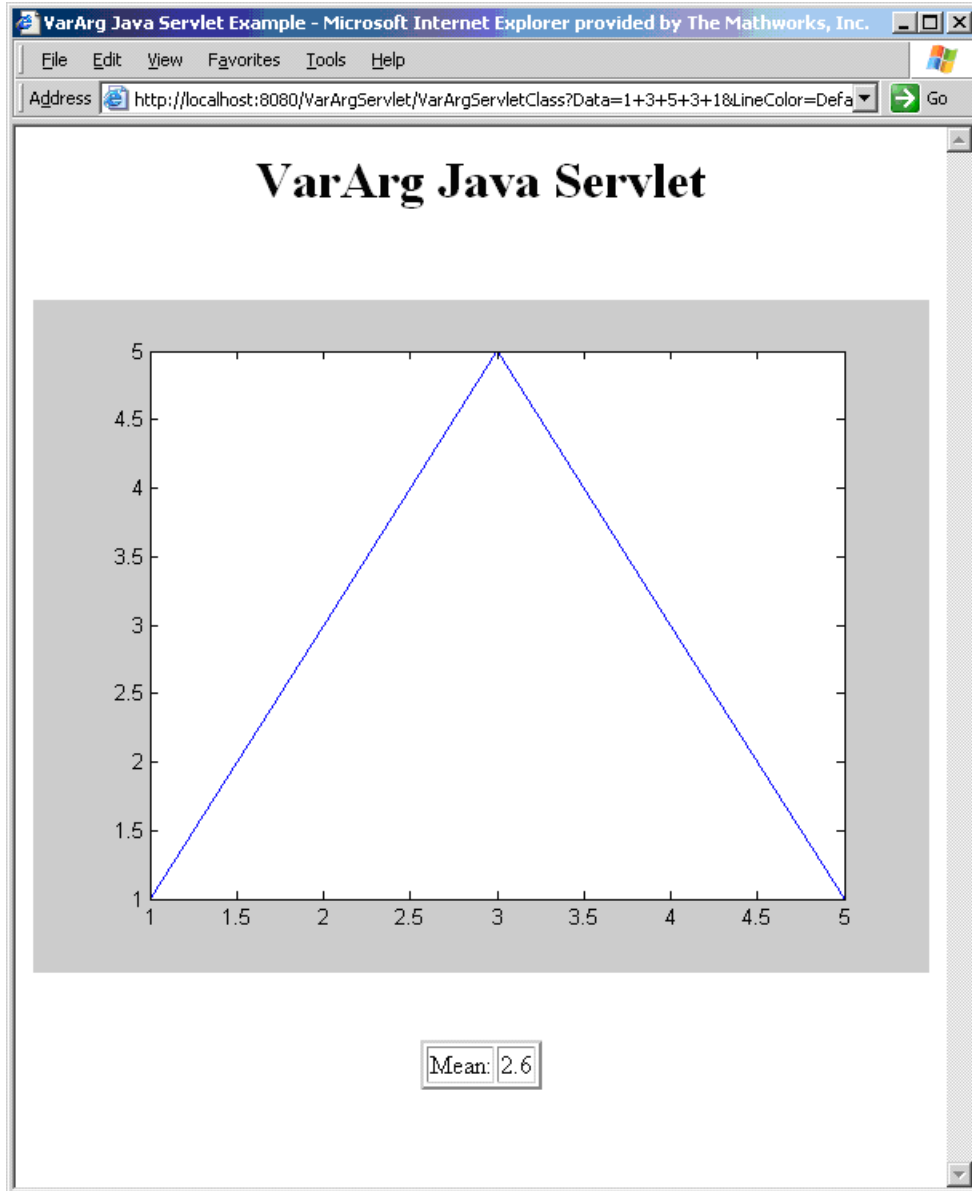 VarArg Java Servlet Example - Microsoft Internet Explorer provided by The Mathworks, Inc.
File Edit View Favorites Tools Help
Address http://localhost:8080/VarArgServlet/VarArgServletClass?Data=1+3+5+3+1&LineColor=Defa Go
VarArg Java Servlet
5
4.5
4
3.5
3
2.5
2
1.5
1
1 1.5 2 2.5 3 3.5 4 4.5 5
Mean: 2.6